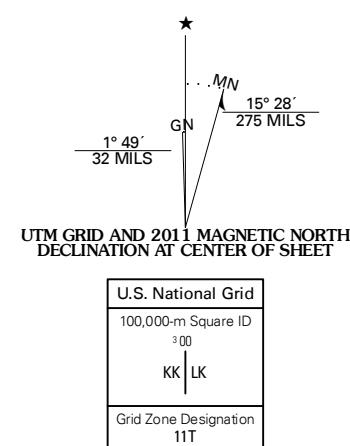 ★
MN
GN
15° 28´
275 MILS
1° 49´
32 MILS
UTM GRID AND 2011 MAGNETIC NORTH
DECLINATION AT CENTER OF SHEET
U.S. National Grid
100,000-m Square ID
³00
KK LK
Grid Zone Designation
11T